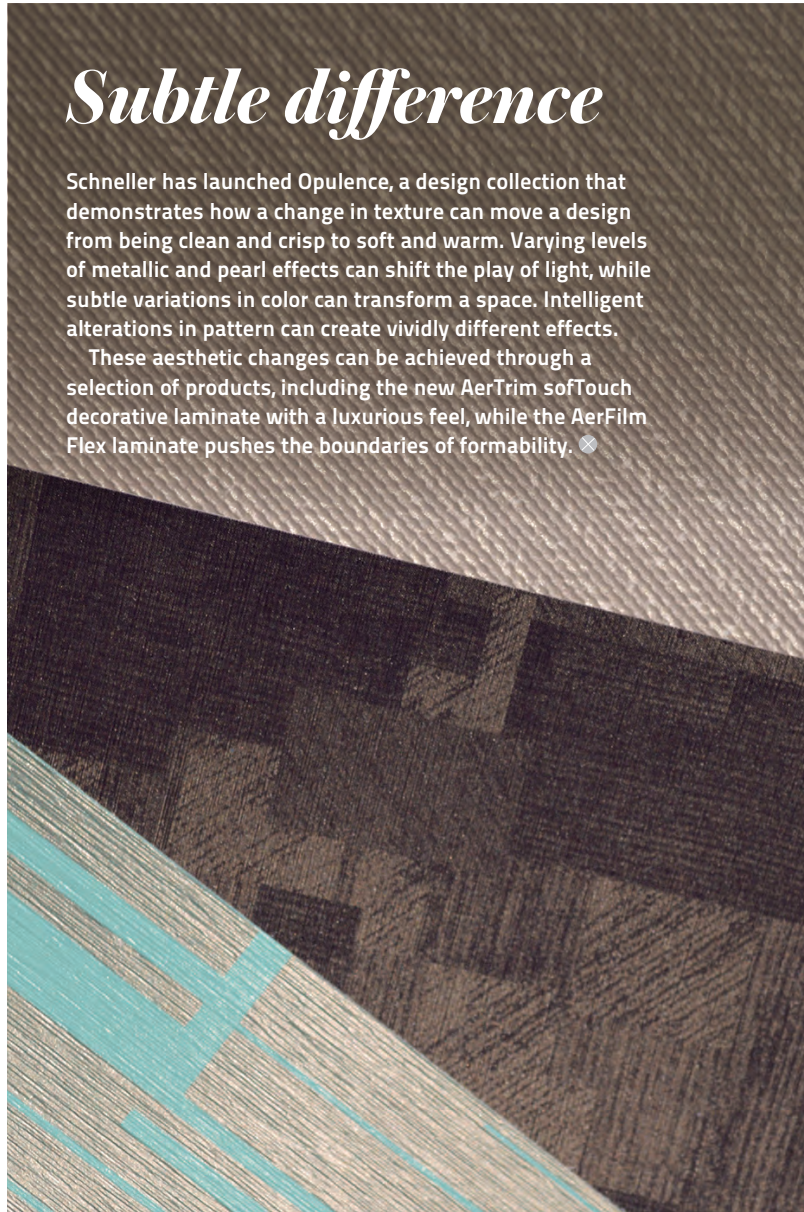 Subtle difference
Schneller has launched Opulence, a design collection that
demonstrates how a change in texture can move a design
from being clean and crisp to soft and warm. Varying levels
of metallic and pearl effects can shift the play of light, while
subtle variations in color can transform a space. Intelligent
alterations in pattern can create vividly different effects.
These aesthetic changes can be achieved through a
selection of products, including the new AerTrim sofTouch
decorative laminate with a luxurious feel, while the AerFilm
Flex laminate pushes the boundaries of formability.